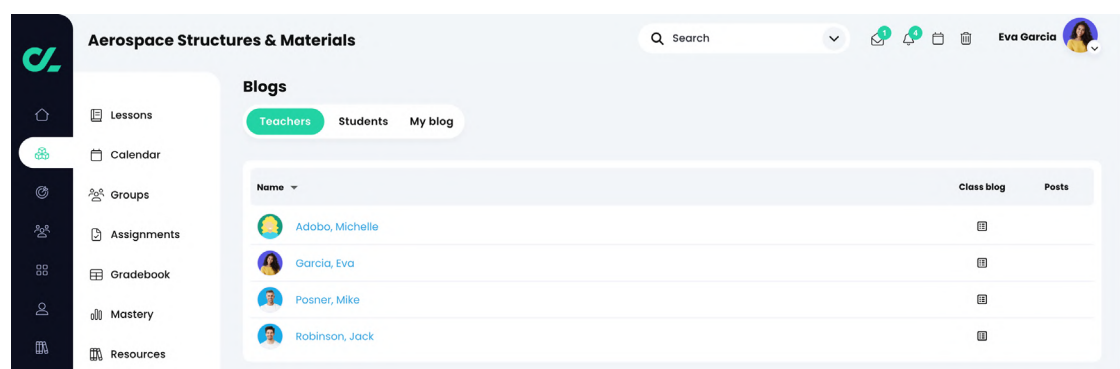 Aerospace Structures & Materials
Search
1
4
Eva Garcia
Lessons
Calendar
Groups
Assignments
Gradebook
Mastery
Resources
Blogs
Teachers Students My blog
Name Class blog Posts
Adobo, Michelle
Garcia, Eva
Posner, Mike
Robinson, Jack